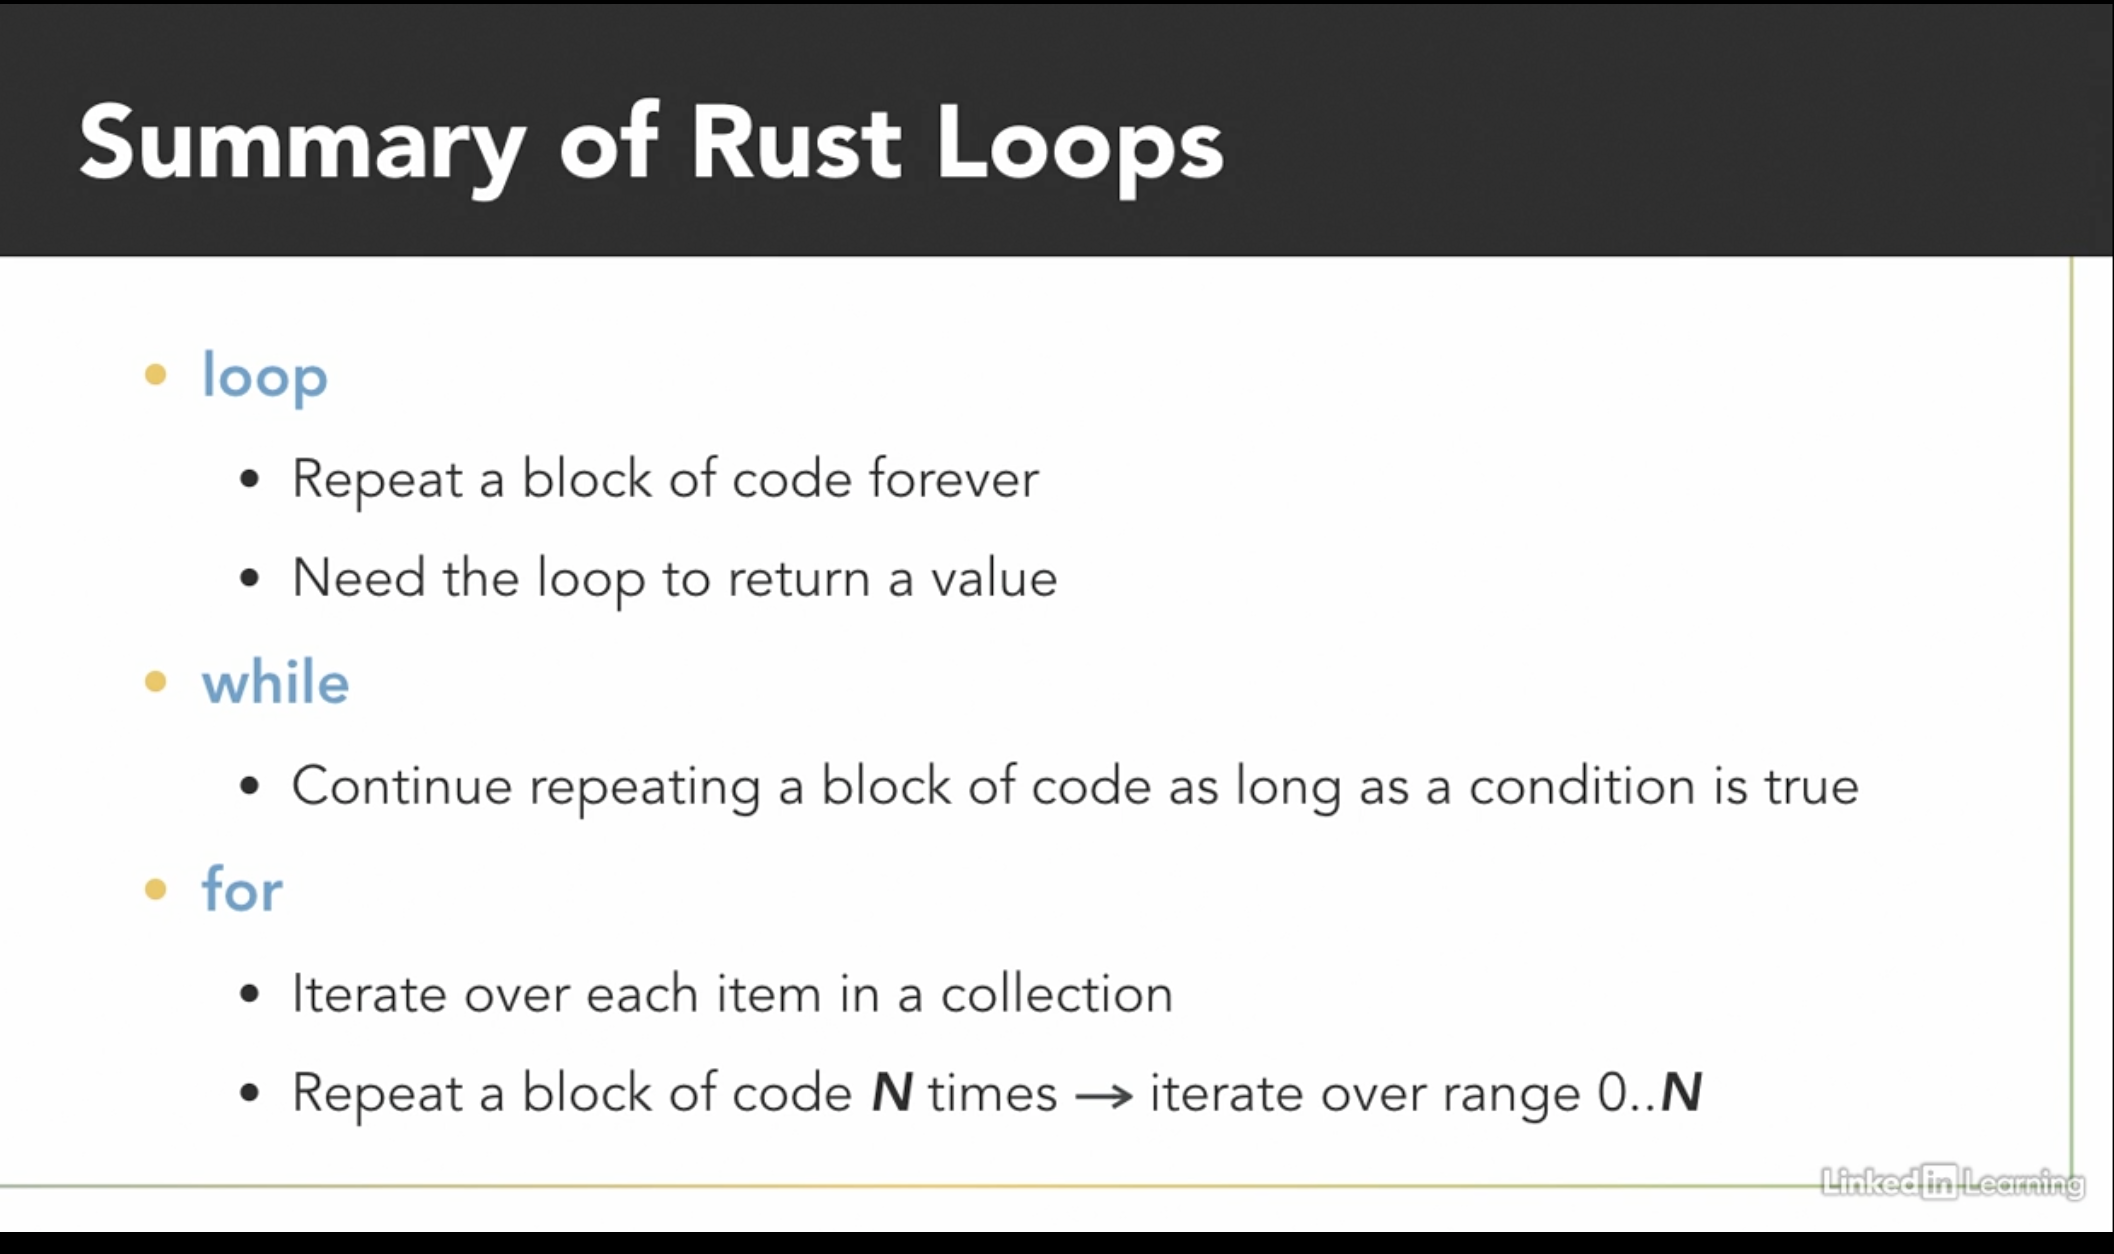 Summary of Rust Loops
• loop
• Repeat a block of code forever
• Need the loop to return a value
• while
• Continue repeating a block of code as long as a condition is true
• for
• Iterate over each item in a collection
• Repeat a block of code N times → iterate over range 0..N
Linked in Learning